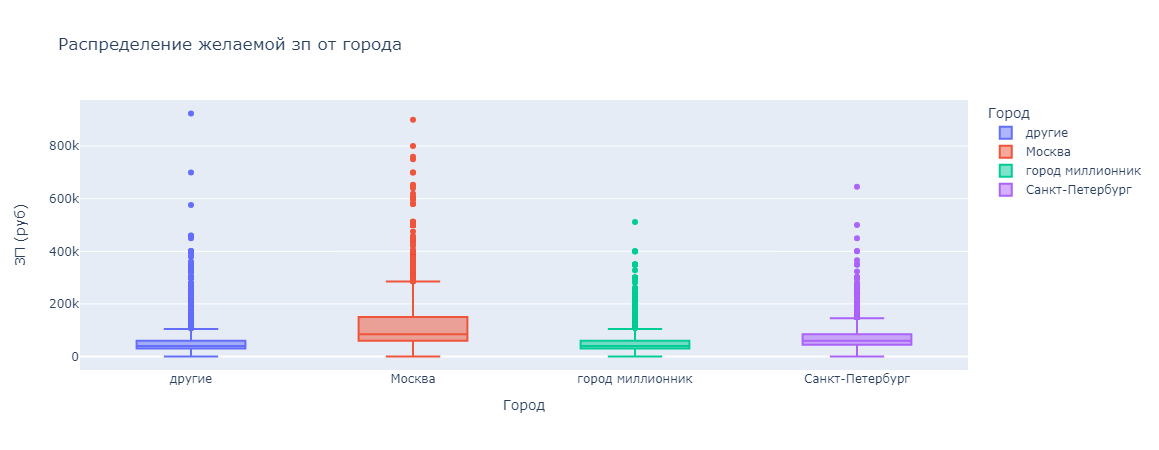 Распределение желаемой зп от города
Город
другие
Москва
город миллионник
Санкт-Петербург
ЗП (руб)
800k
600k
400k
200k
0
другие
Москва
город миллионник
Санкт-Петербург
Город